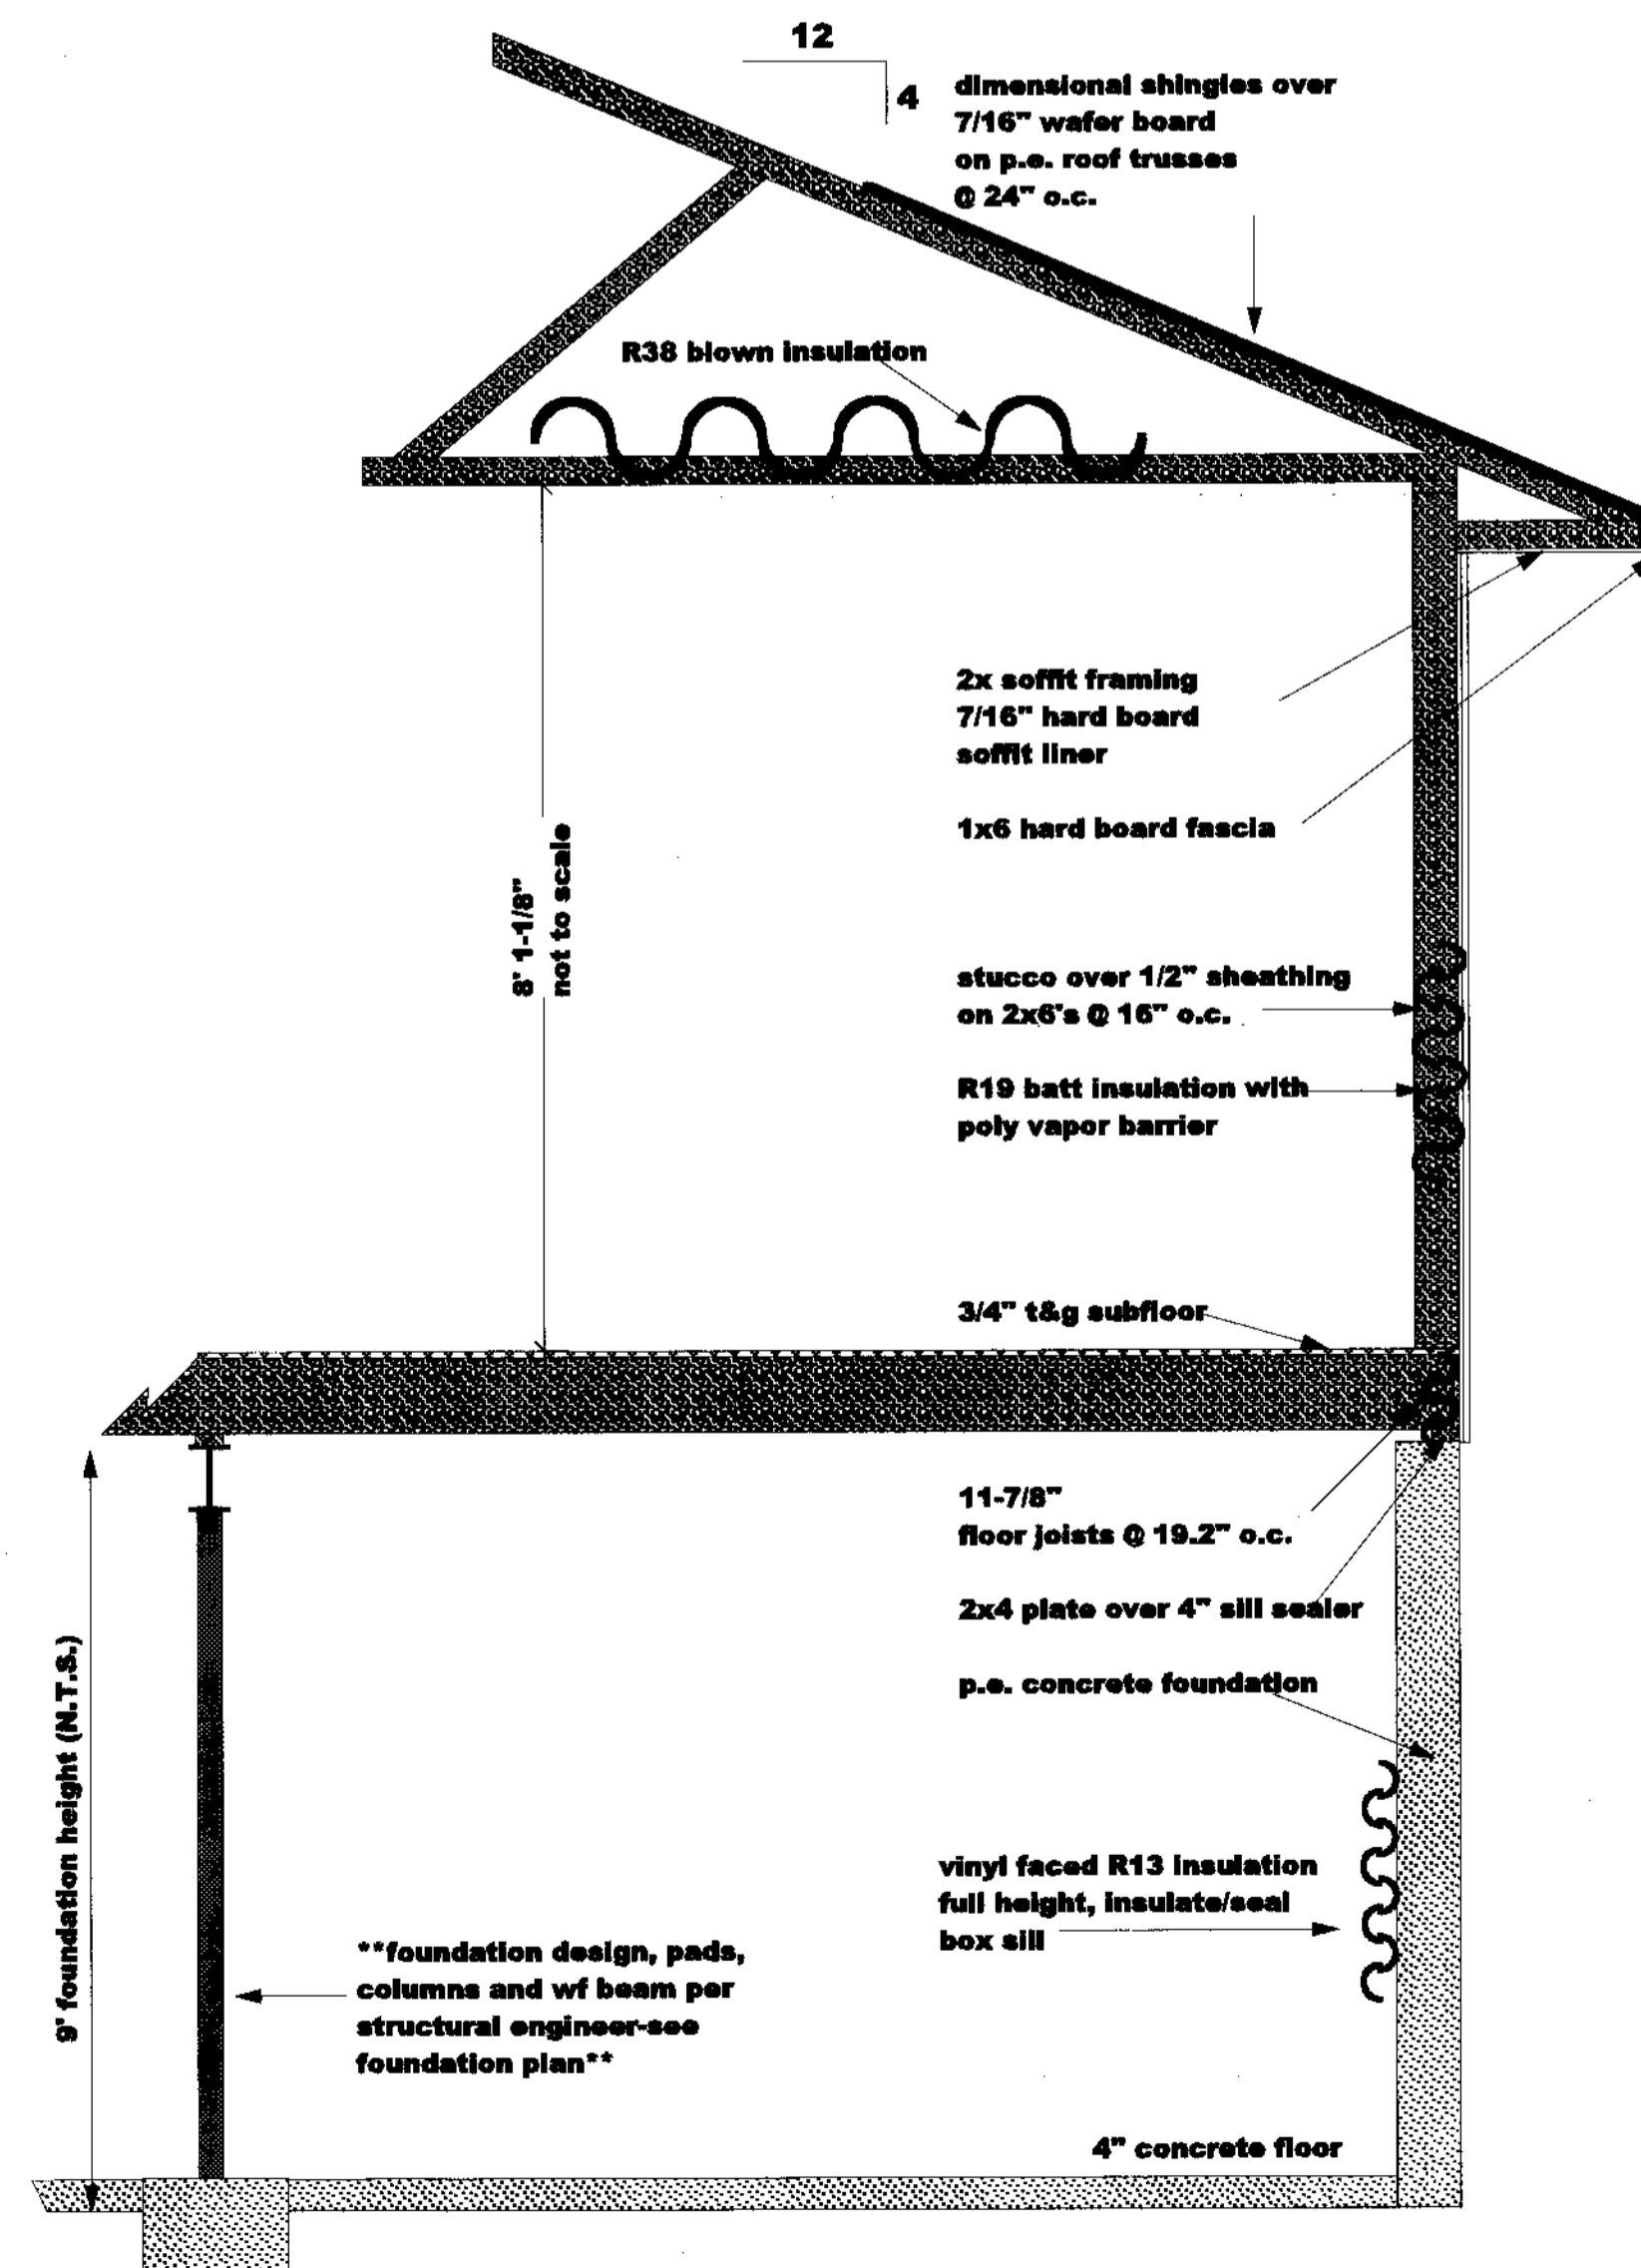 12
4
dimensional shingles over
7/16" wafer board
on p.e. roof trusses
@ 24" o.c.
R38 blown insulation
2x soffit framing
7/16" hard board
soffit liner
1x6 hard board fascia
8' 1-1/8"
not to scale
stucco over 1/2" sheathing
on 2x6's @ 16" o.c.
R19 batt insulation with
poly vapor barrier
3/4" t&g subfloor
11-7/8"
floor joists @ 19.2" o.c.
2x4 plate over 4" sill sealer
p.e. concrete foundation
9' foundation height (N.T.S.)
vinyl faced R13 insulation
full height, insulate/seal
box sill
**foundation design, pads,
columns and wf beam per
structural engineer-see
foundation plan**
4" concrete floor